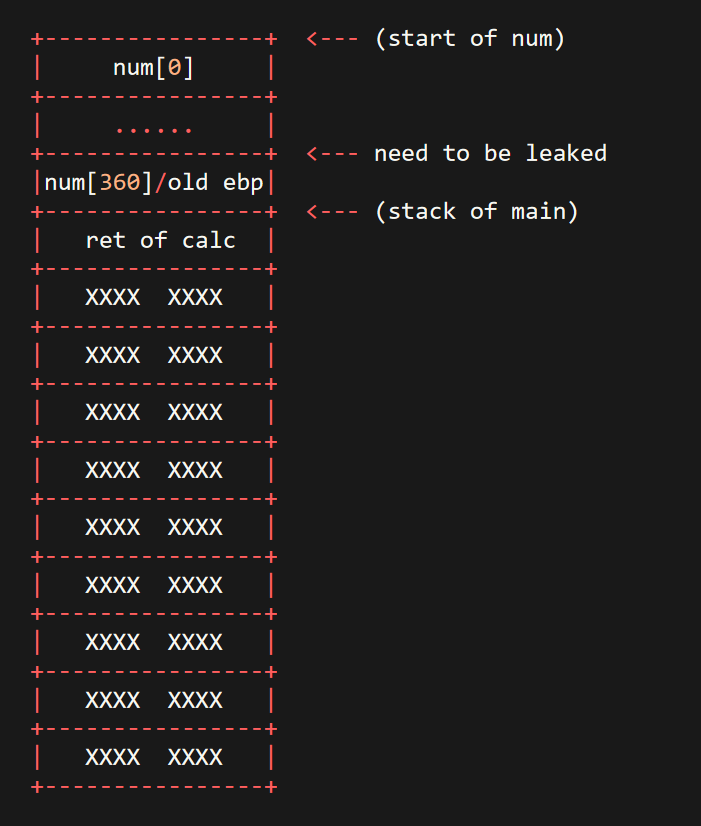 +---------------+  <--- (start of num)
|     num[0]     |
+---------------+
|     ......     |
+---------------+  <--- need to be leaked
|num[360]/old ebp|
+---------------+  <--- (stack of main)
|   ret of calc  |
+---------------+
|   XXXX  XXXX   |
+---------------+
|   XXXX  XXXX   |
+---------------+
|   XXXX  XXXX   |
+---------------+
|   XXXX  XXXX   |
+---------------+
|   XXXX  XXXX   |
+---------------+
|   XXXX  XXXX   |
+---------------+
|   XXXX  XXXX   |
+---------------+
|   XXXX  XXXX   |
+---------------+
|   XXXX  XXXX   |
+---------------+